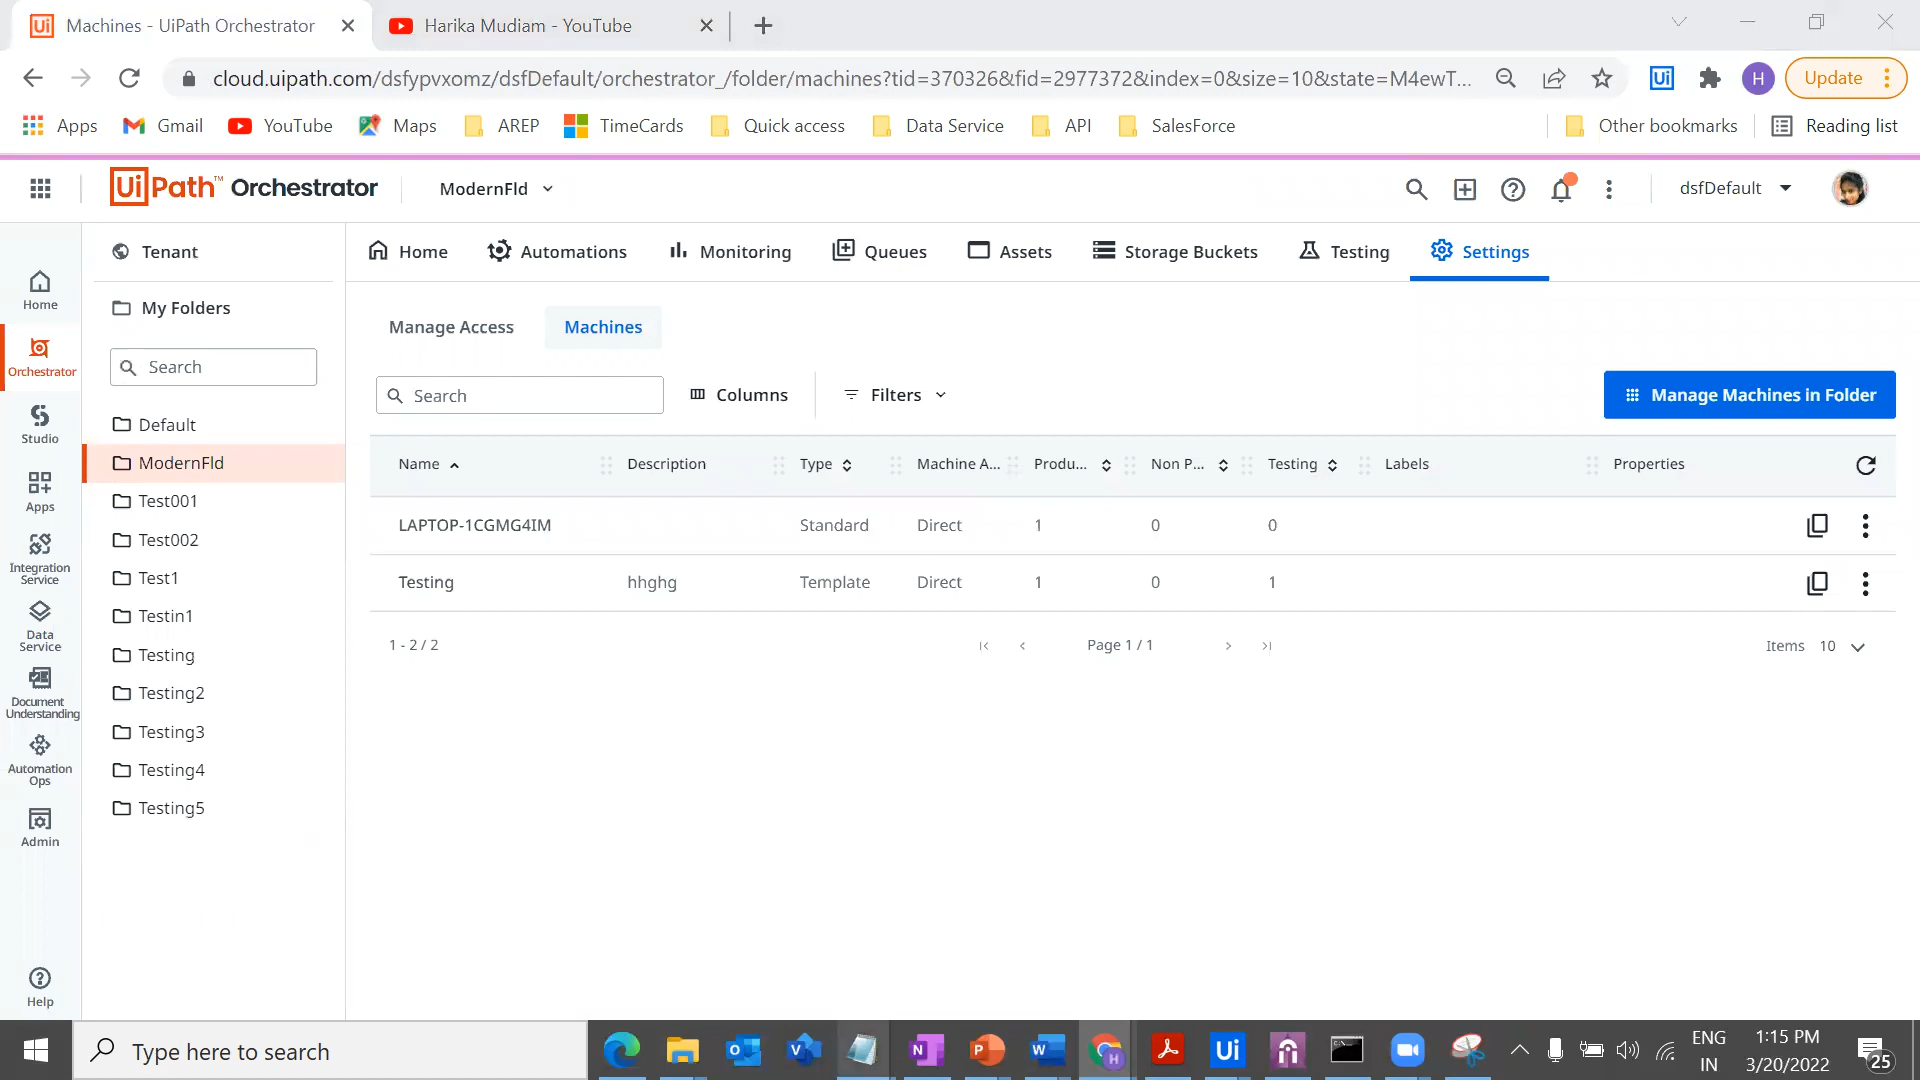 Machines - UiPath Orchestrator
Harika Mudiam - YouTube
cloud.uipath.com/dsfypvxomz/dsfDefault/orchestrator_/folder/machines?tid=370326&fid=2977372&index=0&size=10&state=M4ewT...
Ui
H
Update
Apps
Gmail
YouTube
Maps
AREP
TimeCards
Quick access
Data Service
API
SalesForce
Other bookmarks
Reading list
UiPath™ Orchestrator
ModernFld
dsfDefault
Home
Orchestrator
Studio
Apps
Integration
Service
Data
Service
Document
Understanding
Automation
Ops
Admin
Help
Tenant
My Folders
Search
Default
ModernFld
Test001
Test002
Test1
Testin1
Testing
Testing2
Testing3
Testing4
Testing5
Home
Automations
Monitoring
Queues
Assets
Storage Buckets
Testing
Settings
Manage Access
Machines
Search
Columns
Filters
Manage Machines in Folder
Name Description Type Machine A... Produ... Non P... Testing Labels Properties
LAPTOP-1CGMG4IM Standard Direct 1 0 0
Testing hhghg Template Direct 1 0 1
1 - 2 / 2
Page 1 / 1
Items 10
Type here to search
ENG
IN
1:15 PM
3/20/2022
25